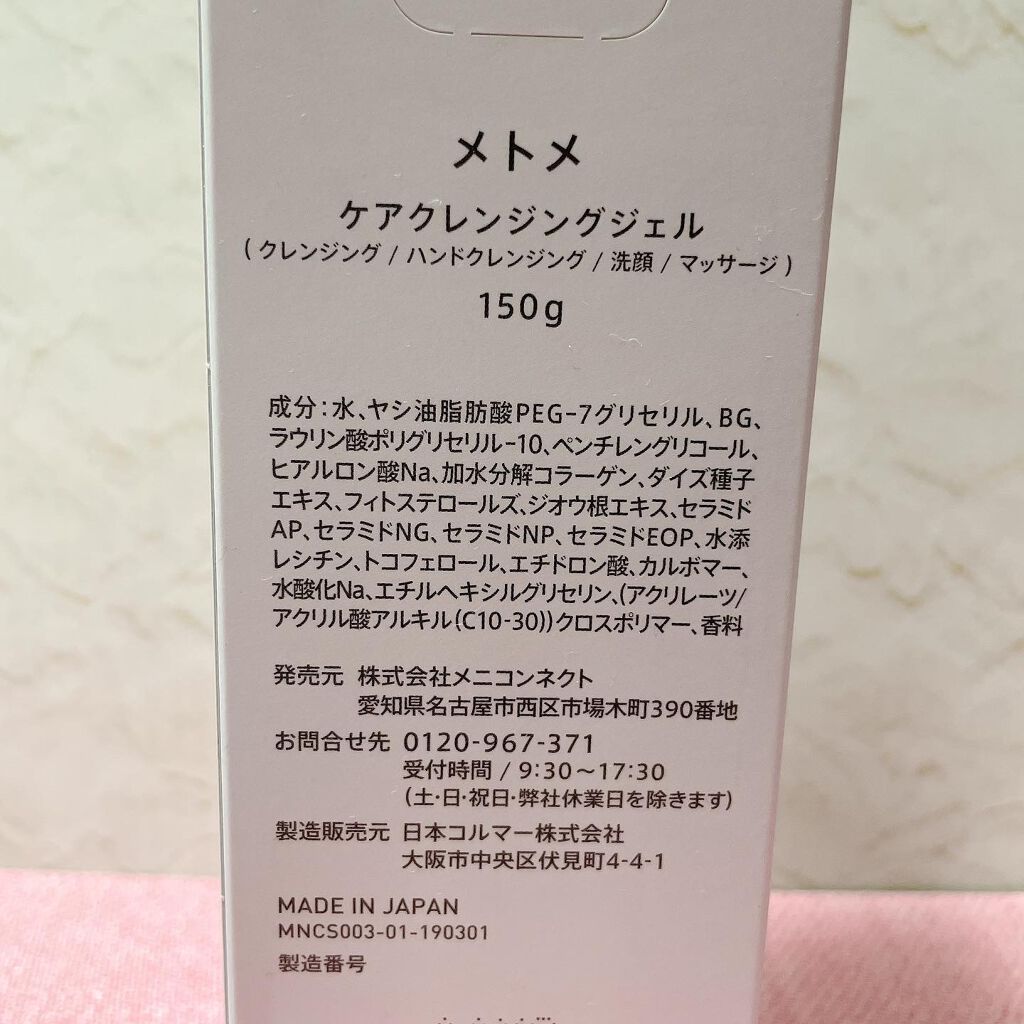 メトメ
ケアクレンジングジェル
( クレンジング / ハンドクレンジング / 洗顔 / マッサージ )
150g
成分：水、ヤシ油脂肪酸PEG-7グリセリル、BG、
ラウリン酸ポリグリセリル-10、ペンチレングリコール、
ヒアルロン酸Na、加水分解コラーゲン、ダイズ種子
エキス、フィトステロールズ、ジオウ根エキス、セラミド
AP、セラミドNG、セラミドNP、セラミドEOP、水添
レシチン、トコフェロール、エチドロン酸、カルボマー、
水酸化Na、エチルヘキシルグリセリン、(アクリレーツ/
アクリル酸アルキル(C10-30))クロスポリマー、香料
発売元 株式会社メニコンネクト
愛知県名古屋市西区市場木町390番地
お問合せ先 0120-967-371
受付時間 / 9:30～17:30
(土・日・祝日・弊社休業日を除きます)
製造販売元 日本コルマー株式会社
大阪市中央区伏見町4-4-1
MADE IN JAPAN
MNCS003-01-190301
製造番号